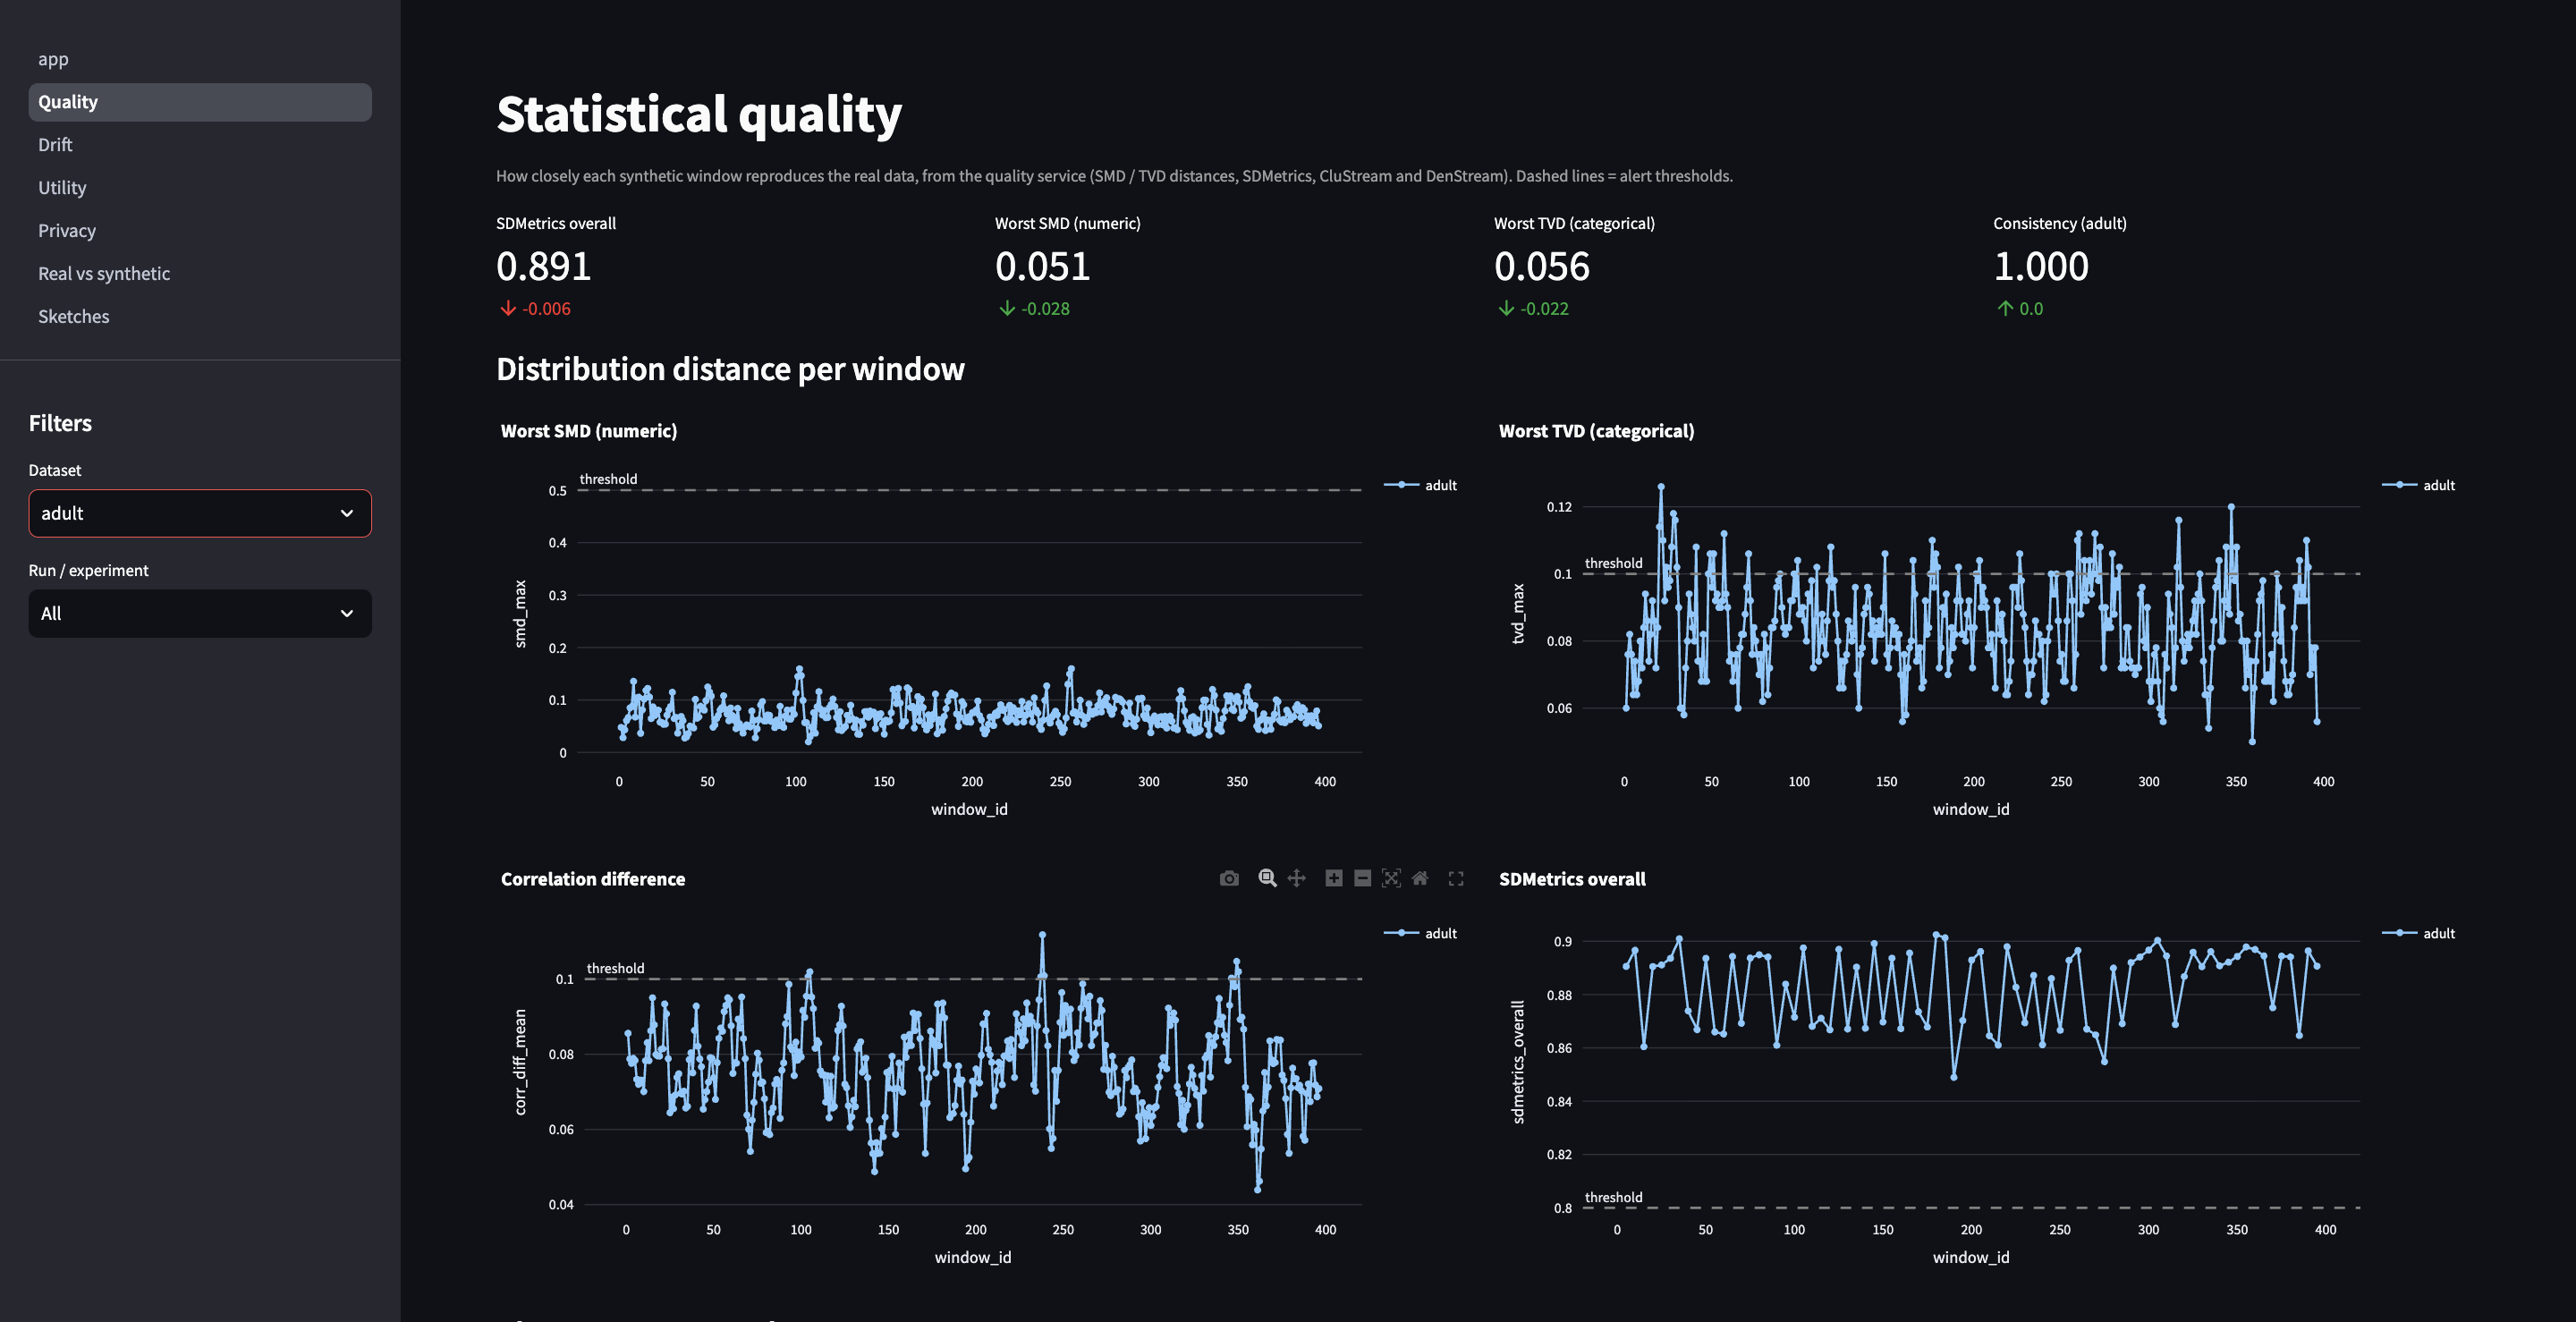 app
Quality
Drift
Utility
Privacy
Real vs synthetic
Sketches
Filters
Dataset
adult
Run / experiment
All
Statistical quality
How closely each synthetic window reproduces the real data, from the quality service (SMD / TVD distances, SDMetrics, CluStream and DenStream). Dashed lines = alert thresholds.
SDMetrics overall
0.891
-0.006
Worst SMD (numeric)
0.051
-0.028
Worst TVD (categorical)
0.056
-0.022
Consistency (adult)
1.000
0.0
Distribution distance per window
Worst SMD (numeric)
threshold
adult
0.5
0.4
0.3
0.2
0.1
0
smd_max
0 50 100 150 200 250 300 350 400
window_id
Worst TVD (categorical)
adult
0.12
threshold
0.1
0.08
0.06
tvd_max
0 50 100 150 200 250 300 350 400
window_id
Correlation difference
adult
threshold
0.1
0.08
0.06
0.04
corr_diff_mean
0 50 100 150 200 250 300 350 400
window_id
SDMetrics overall
adult
0.9
0.88
0.86
0.84
0.82
threshold
0.8
sdmetrics_overall
0 50 100 150 200 250 300 350 400
window_id